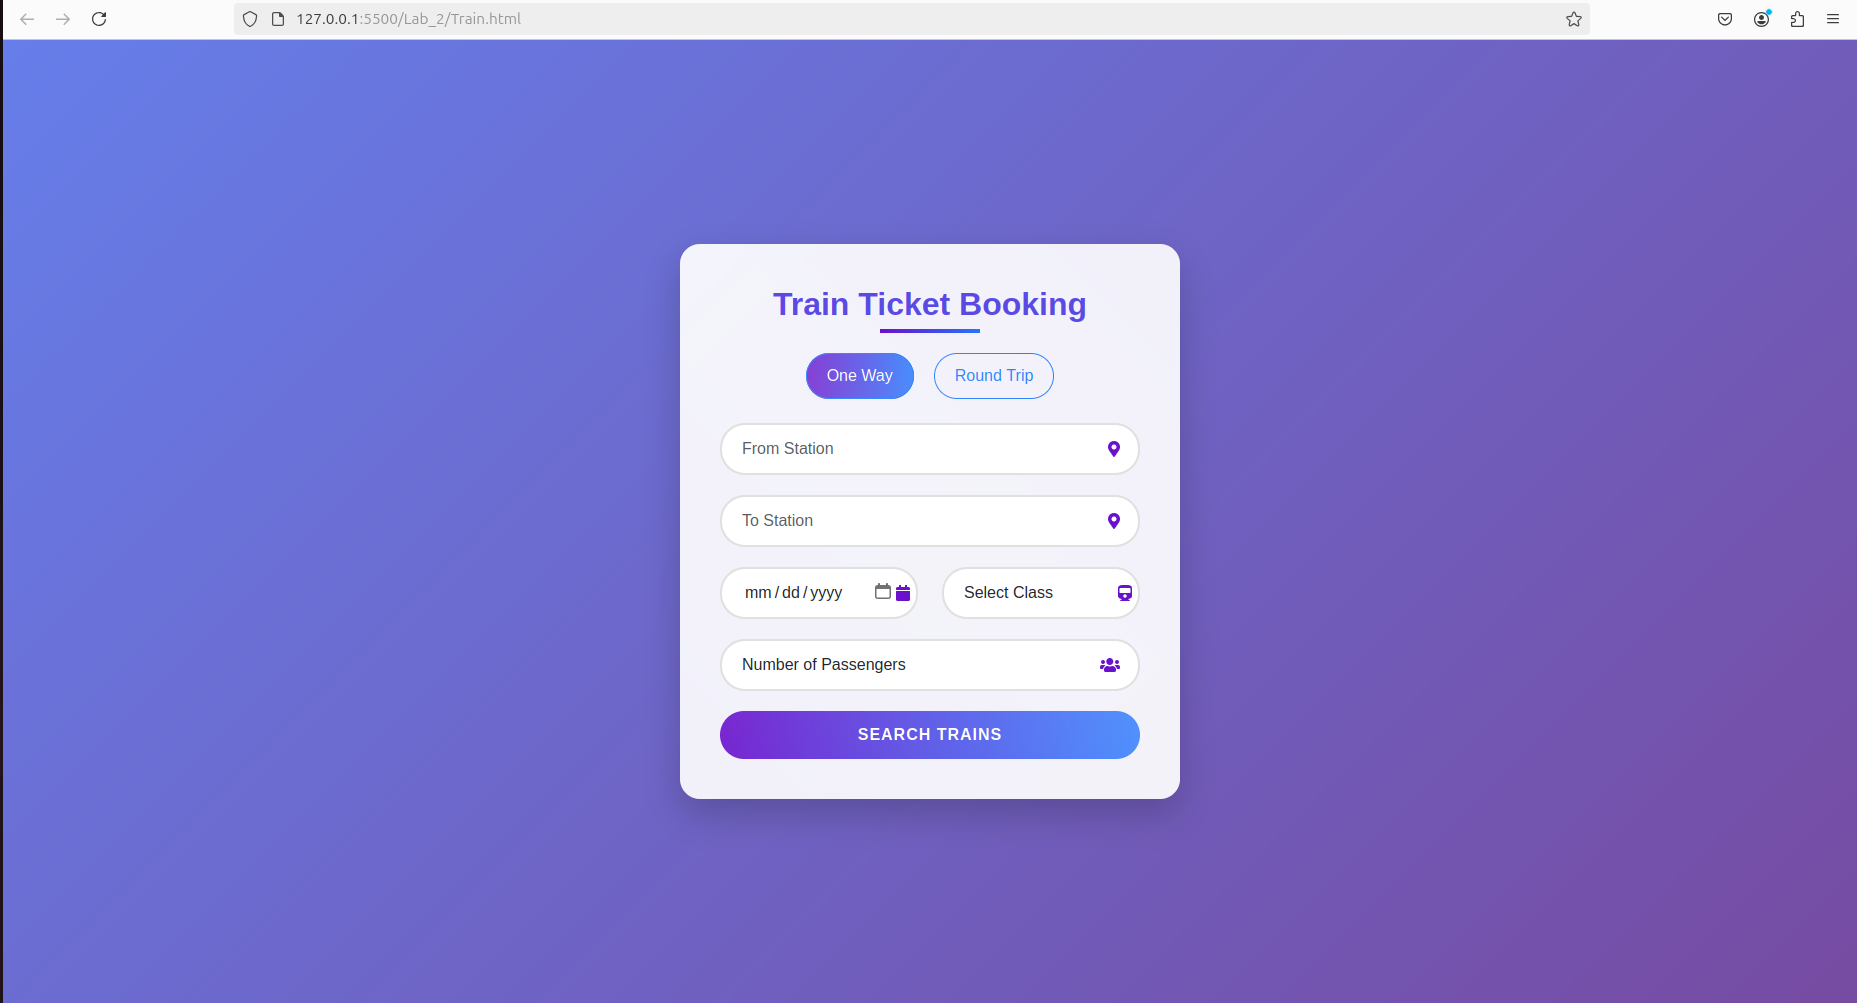 127.0.0.1:5500/Lab_2/Train.html
Train Ticket Booking
One Way Round Trip
From Station
To Station
mm/dd/yyyy Select Class
Number of Passengers
SEARCH TRAINS